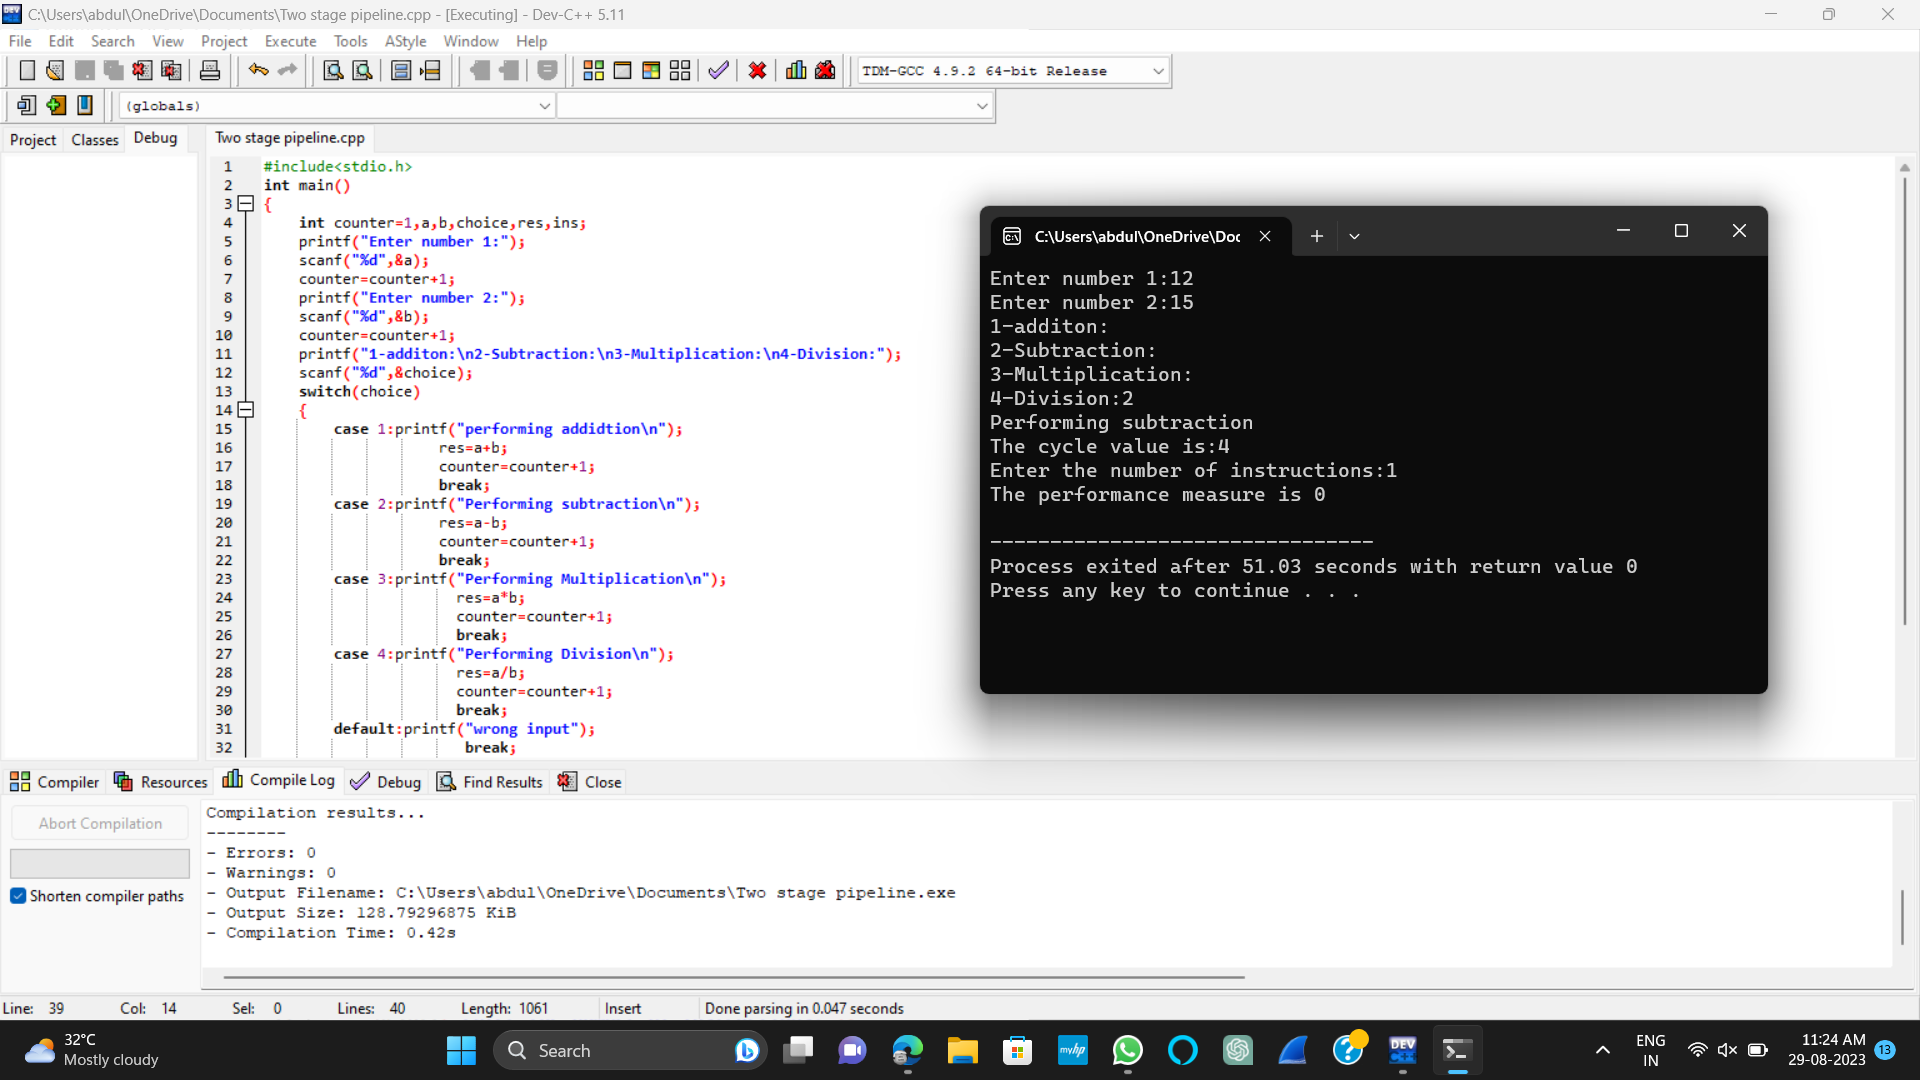 C:\Users\abdul\OneDrive\Documents\Two stage pipeline.cpp - [Executing] - Dev-C++ 5.11
File Edit Search View Project Execute Tools AStyle Window Help
TDM-GCC 4.9.2 64-bit Release
(globals)
Project Classes Debug
Two stage pipeline.cpp
1 #include<stdio.h>
2 int main()
3 {
4 int counter=1,a,b,choice,res,ins;
5 printf("Enter number 1:");
6 scanf("%d",&a);
7 counter=counter+1;
8 printf("Enter number 2:");
9 scanf("%d",&b);
10 counter=counter+1;
11 printf("1-additon:\n2-Subtraction:\n3-Multiplication:\n4-Division:");
12 scanf("%d",&choice);
13 switch(choice)
14 {
15 case 1:printf("performing addidtion\n");
16 res=a+b;
17 counter=counter+1;
18 break;
19 case 2:printf("Performing subtraction\n");
20 res=a-b;
21 counter=counter+1;
22 break;
23 case 3:printf("Performing Multiplication\n");
24 res=a*b;
25 counter=counter+1;
26 break;
27 case 4:printf("Performing Division\n");
28 res=a/b;
29 counter=counter+1;
30 break;
31 default:printf("wrong input");
32 break;
C:\Users\abdul\OneDrive\Doc
Enter number 1:12
Enter number 2:15
1-additon:
2-Subtraction:
3-Multiplication:
4-Division:2
Performing subtraction
The cycle value is:4
Enter the number of instructions:1
The performance measure is 0
--------------------------------
Process exited after 51.03 seconds with return value 0
Press any key to continue . . .
Compiler Resources Compile Log Debug Find Results Close
Abort Compilation
Shorten compiler paths
Compilation results...
--------
- Errors: 0
- Warnings: 0
- Output Filename: C:\Users\abdul\OneDrive\Documents\Two stage pipeline.exe
- Output Size: 128.79296875 KiB
- Compilation Time: 0.42s
Line: 39 Col: 14 Sel: 0 Lines: 40 Length: 1061 Insert Done parsing in 0.047 seconds
32°C
Mostly cloudy
Search
myhp
DEV
C++
ENG
IN
11:24 AM
29-08-2023
13